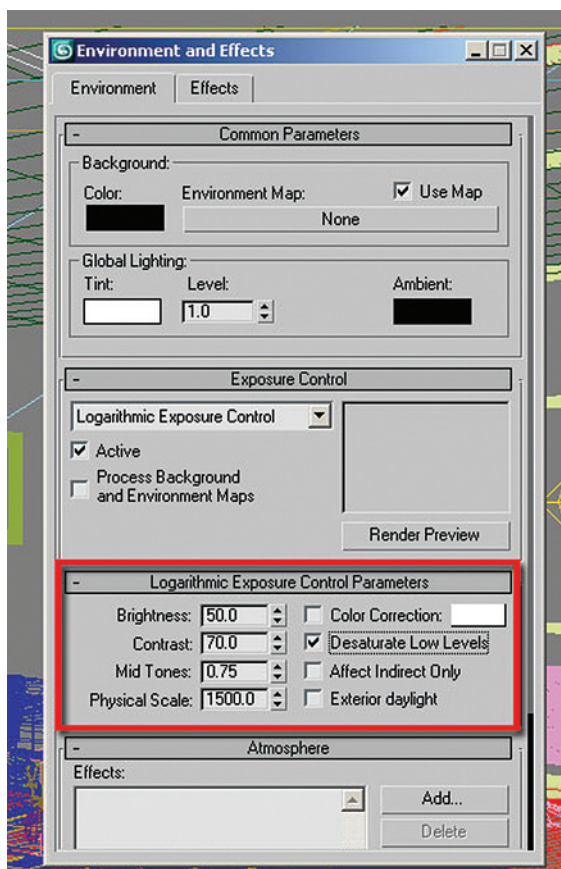 Environment and Effects
Environment Effects
- Common Parameters
Background:
Color: Environment Map: Use Map
None
Global Lighting:
Tint: Level: Ambient:
1.0
- Exposure Control
Logarithmic Exposure Control
Active
Process Background
and Environment Maps
Render Preview
- Logarithmic Exposure Control Parameters
Brightness: 50.0 Color Correction:
Contrast: 70.0 Desaturate Low Levels
Mid Tones: 0.75 Affect Indirect Only
Physical Scale: 1500.0 Exterior daylight
- Atmosphere
Effects:
Add...
Delete